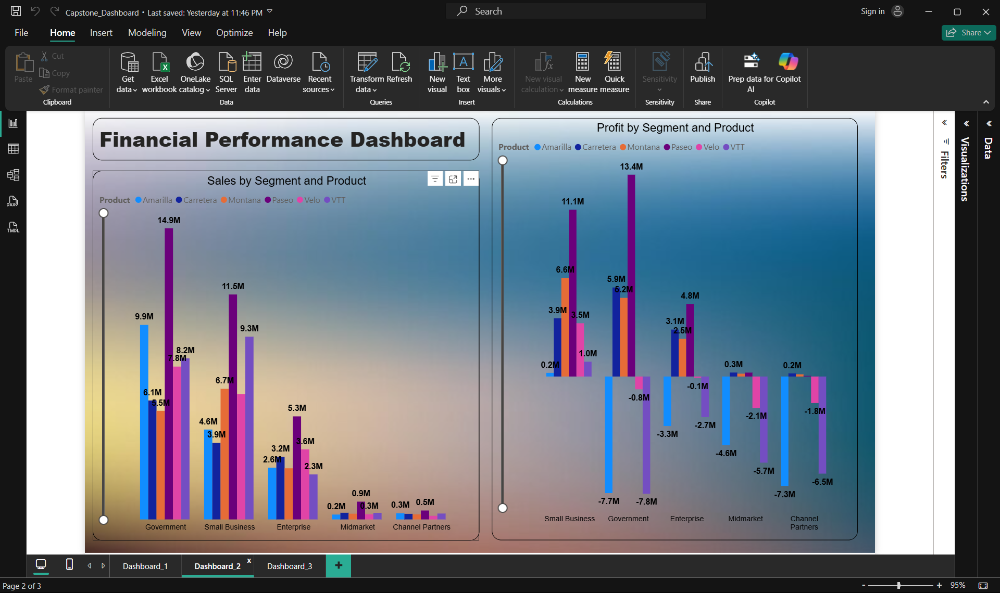 Capstone_Dashboard • Last saved: Yesterday at 11:46 PM
Search
Sign in
File Home Insert Modeling View Optimize Help
Share
Paste
Cut
Copy
Format painter
Clipboard
Get data
Excel workbook
OneLake catalog
SQL Server
Enter data
Dataverse
Recent sources
Data
Transform data
Refresh
Queries
New visual
Text box
More visuals
Insert
New visual calculation
New measure
Quick measure
Calculations
Sensitivity
Sensitivity
Publish
Share
Prep data for AI
Copilot
Copilot
DAX
TMDL
Financial Performance Dashboard
Sales by Segment and Product
Product Amarilla Carretera Montana Paseo Velo VTT
14.9M
11.5M
9.9M
9.3M
8.2M
7.8M
6.7M
6.1M
5.5M
5.3M
4.6M
3.9M
3.6M
3.2M
2.6M
2.3M
0.9M
0.2M
0.3M
0.3M
0.5M
Government Small Business Enterprise Midmarket Channel Partners
Profit by Segment and Product
Product Amarilla Carretera Montana Paseo Velo VTT
13.4M
11.1M
6.6M
5.9M
5.2M
4.8M
3.9M
3.5M
3.1M
2.5M
1.0M
0.2M
0.3M
0.2M
-0.1M
-0.8M
-1.8M
-2.1M
-2.7M
-3.3M
-4.6M
-5.7M
-6.5M
-7.3M
-7.7M
-7.8M
Small Business Government Enterprise Midmarket Channel
Partners
Filters
Visualizations
Data
Dashboard_1 Dashboard_2 x Dashboard_3 +
Page 2 of 3
- + 95%